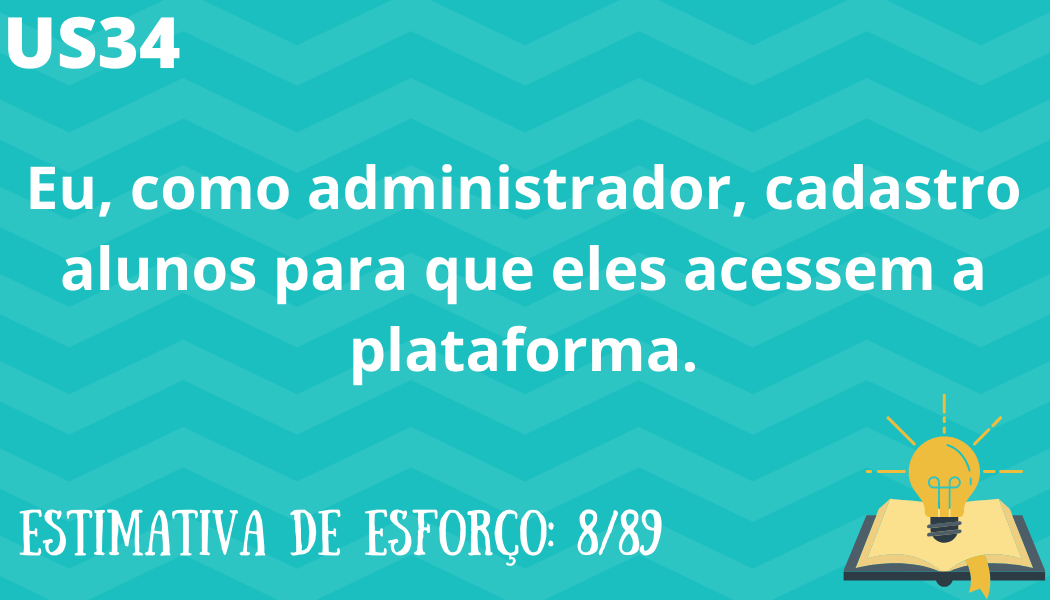 US34
Eu, como administrador, cadastro
alunos para que eles acessem a
plataforma.
ESTIMATIVA DE ESFORÇO: 8/89